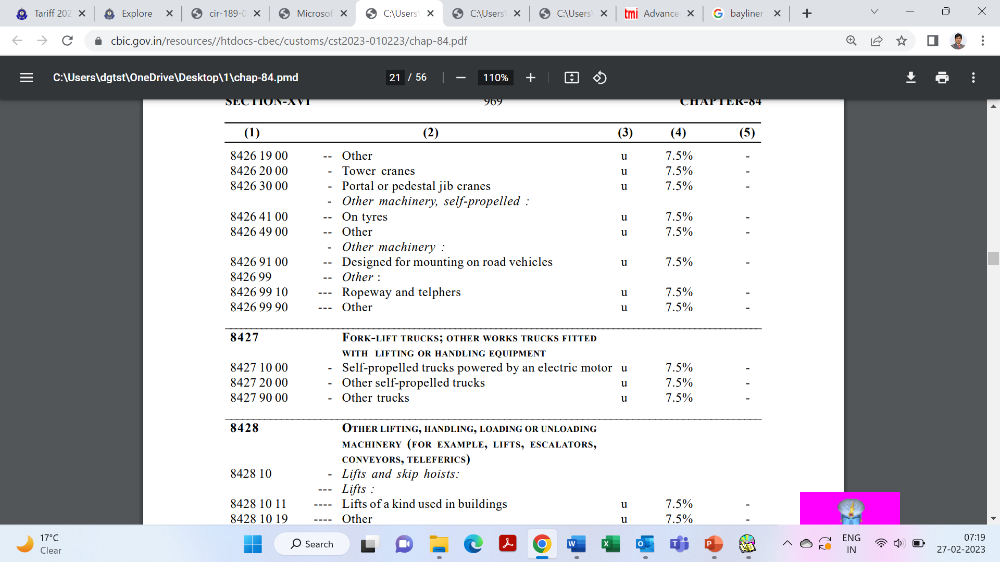 Tariff 202
Explore
cir-189-0
Microsof
C:\Users\
C:\Users\
C:\Users\
tmi Advance
G bayliner
cbic.gov.in/resources//htdocs-cbec/customs/cst2023-010223/chap-84.pdf
C:\Users\dgtst\OneDrive\Desktop\1\chap-84.pmd 21 / 56 110%
SECTION-XVI 969 CHAPTER-84
(1) (2) (3) (4) (5)
8426 19 00 -- Other u 7.5% -
8426 20 00 - Tower cranes u 7.5% -
8426 30 00 - Portal or pedestal jib cranes u 7.5% -
- Other machinery, self-propelled :
8426 41 00 -- On tyres u 7.5% -
8426 49 00 -- Other u 7.5% -
- Other machinery :
8426 91 00 -- Designed for mounting on road vehicles u 7.5% -
8426 99 -- Other :
8426 99 10 --- Ropeway and telphers u 7.5% -
8426 99 90 --- Other u 7.5% -
8427 FORK-LIFT TRUCKS; OTHER WORKS TRUCKS FITTED
WITH LIFTING OR HANDLING EQUIPMENT
8427 10 00 - Self-propelled trucks powered by an electric motor u 7.5% -
8427 20 00 - Other self-propelled trucks u 7.5% -
8427 90 00 - Other trucks u 7.5% -
8428 OTHER LIFTING, HANDLING, LOADING OR UNLOADING
MACHINERY (FOR EXAMPLE, LIFTS, ESCALATORS,
CONVEYORS, TELEFERICS)
8428 10 - Lifts and skip hoists:
--- Lifts :
8428 10 11 ---- Lifts of a kind used in buildings u 7.5% -
8428 10 19 ---- Other u 7.5% -
17°C
Clear
Search
ENG
IN
07:19
27-02-2023